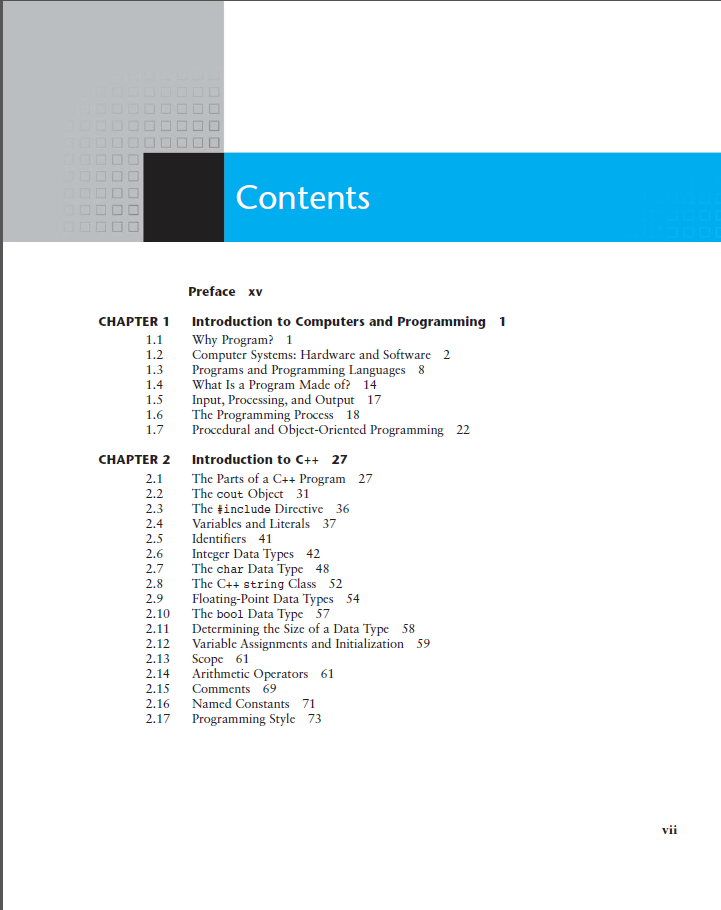 Contents
Preface xv
CHAPTER 1 Introduction to Computers and Programming 1
1.1 Why Program? 1
1.2 Computer Systems: Hardware and Software 2
1.3 Programs and Programming Languages 8
1.4 What Is a Program Made of? 14
1.5 Input, Processing, and Output 17
1.6 The Programming Process 18
1.7 Procedural and Object-Oriented Programming 22
CHAPTER 2 Introduction to C++ 27
2.1 The Parts of a C++ Program 27
2.2 The cout Object 31
2.3 The #include Directive 36
2.4 Variables and Literals 37
2.5 Identifiers 41
2.6 Integer Data Types 42
2.7 The char Data Type 48
2.8 The C++ string Class 52
2.9 Floating-Point Data Types 54
2.10 The bool Data Type 57
2.11 Determining the Size of a Data Type 58
2.12 Variable Assignments and Initialization 59
2.13 Scope 61
2.14 Arithmetic Operators 61
2.15 Comments 69
2.16 Named Constants 71
2.17 Programming Style 73
vii